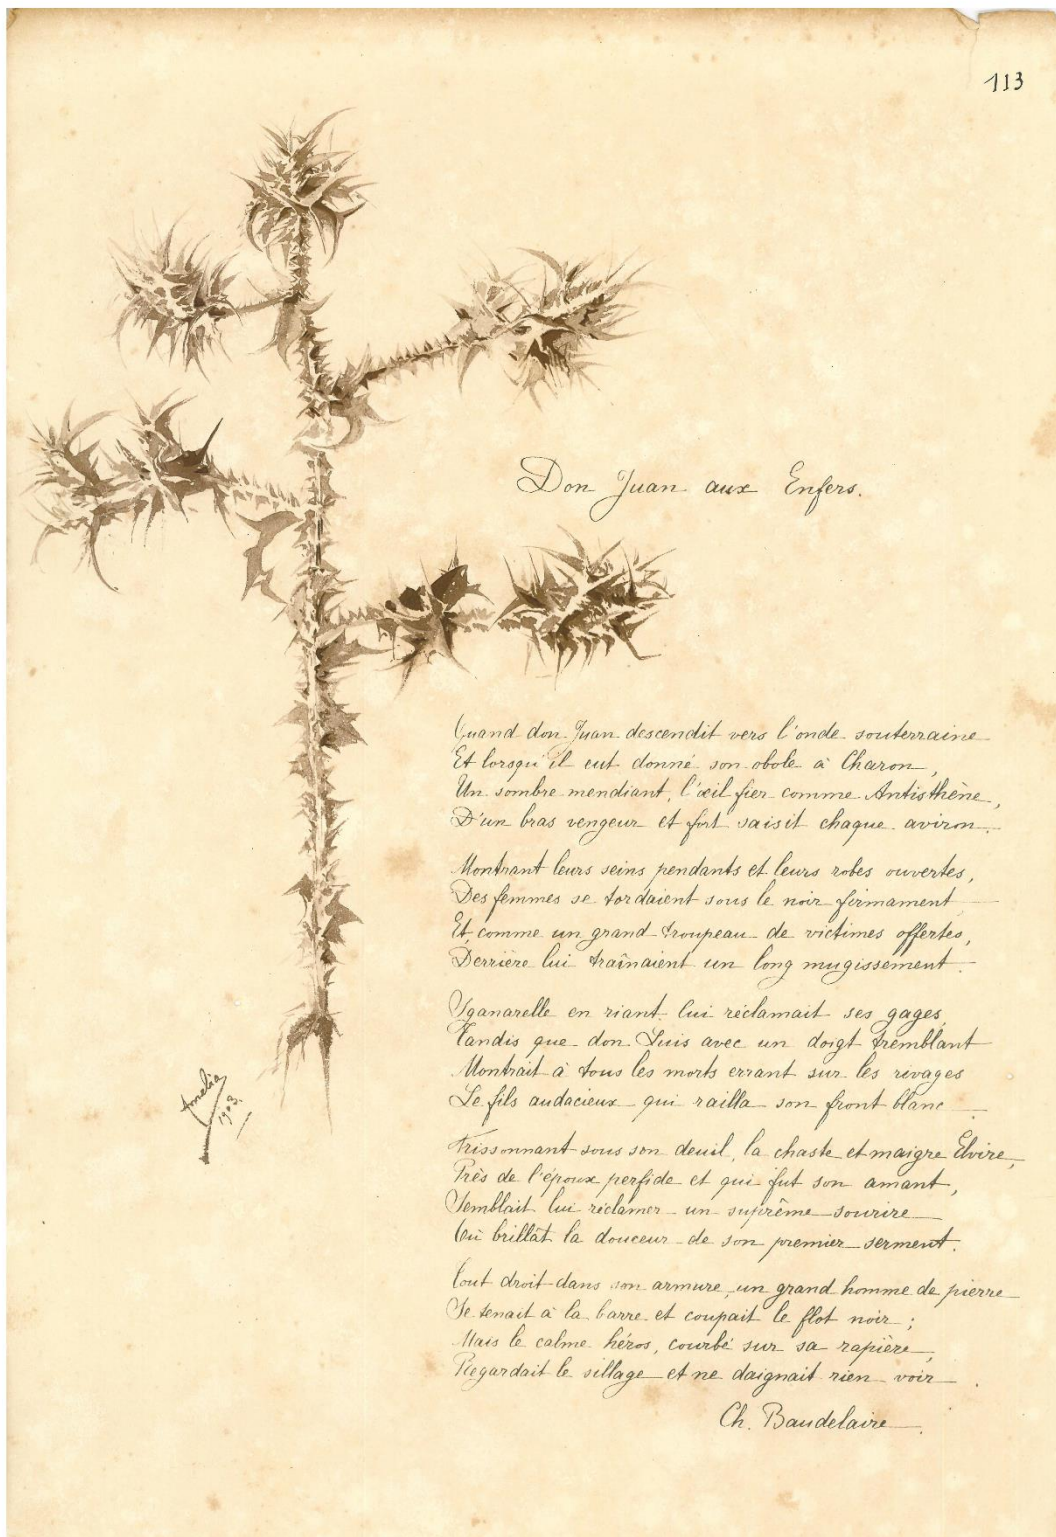 113
Don Juan aux Enfers.
Quand don Juan descendit vers l'onde souterraine
Et lorsqu'il eut donné son obole à Charon,
Un sombre mendiant, l'œil fier comme Antisthène,
D'un bras vengeur et fort saisit chaque aviron.
Montrant leurs seins pendants et leurs robes ouvertes,
Des femmes se tordaient sous le noir firmament
Et, comme un grand troupeau de victimes offertes,
Derrière lui traînaient un long mugissement.
Sganarelle en riant lui réclamait ses gages,
Tandis que don Luis avec un doigt tremblant
Montrait à tous les morts errant sur les rivages
Le fils audacieux qui railla son front blanc
Frissonnant sous son deuil, la chaste et maigre Elvire,
Près de l'époux perfide et qui fut son amant,
Semblait lui réclamer un suprême sourire
Où brillât la douceur de son premier serment.
Tout droit dans son armure, un grand homme de pierre
Se tenait à la barre et coupait le flot noir ;
Mais le calme héros, courbé sur sa rapière,
Regardait le sillage et ne daignait rien voir.
Ch. Baudelaire.
Amelia
1903.